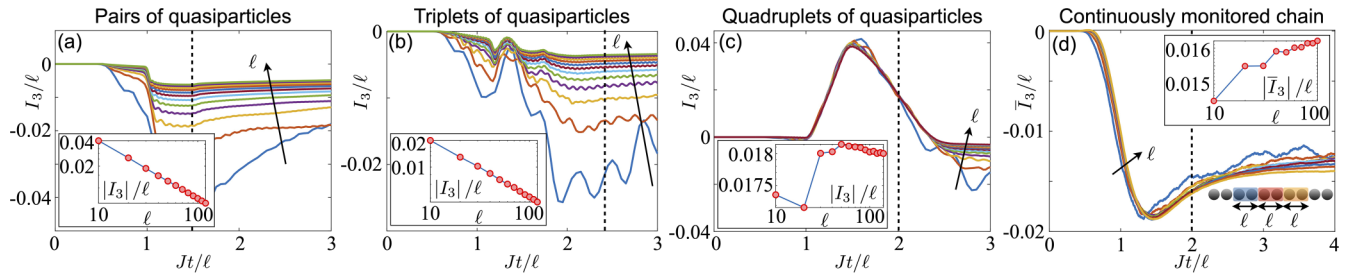 Pairs of quasiparticles
Triplets of quasiparticles
Quadruplets of quasiparticles
Continuously monitored chain
(a)
I₃/ℓ
0
-0.02
-0.04
ℓ
0.04
0.02
|I₃|/ℓ
10
ℓ
100
0
1
2
3
Jt/ℓ
(b)
I₃/ℓ
0
-0.01
-0.02
ℓ
0.02
0.01
|I₃|/ℓ
10
ℓ
100
0
1
2
3
Jt/ℓ
(c)
I₃/ℓ
0.04
0
-0.04
ℓ
0.018
0.0175
|I₃|/ℓ
10
ℓ
100
0
1
2
3
Jt/ℓ
(d)
Ī₃/ℓ
0
-0.01
-0.02
ℓ
0.016
0.015
|Ī₃|/ℓ
10
ℓ
100
ℓ ℓ ℓ
0
1
2
3
4
Jt/ℓ